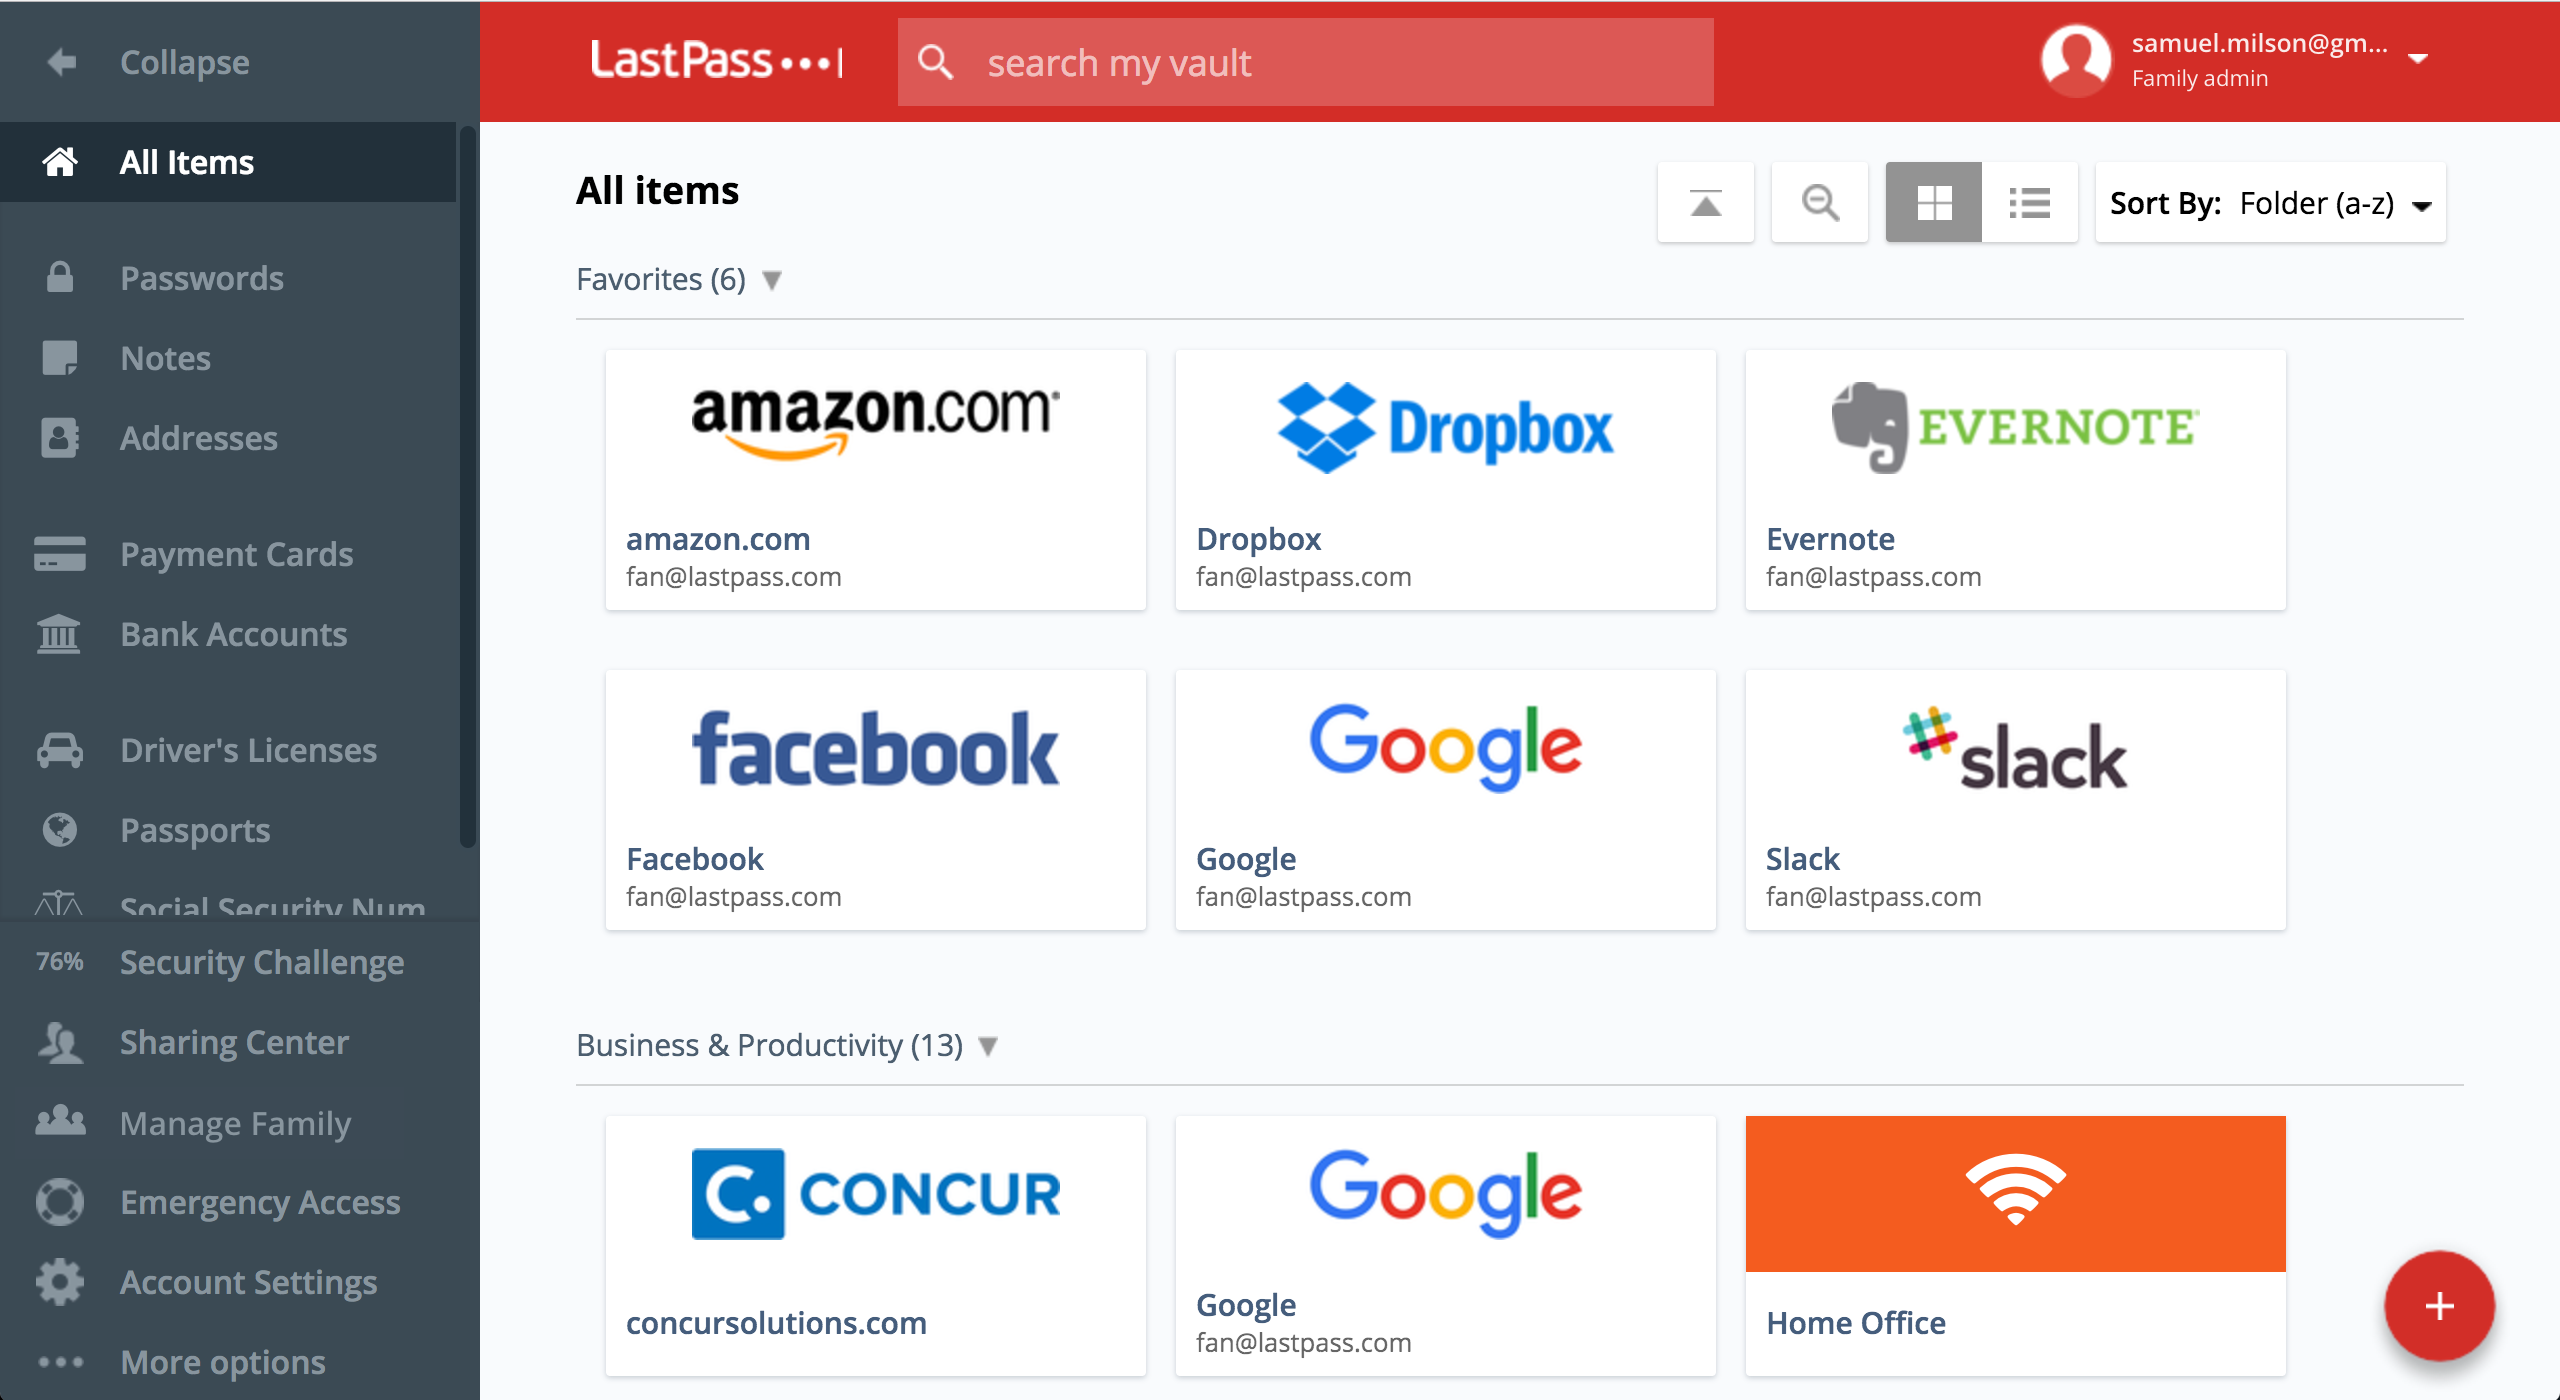 Collapse
LastPass
search my vault
samuel.milson@gm...
Family admin
All Items
Passwords
Notes
Addresses
Payment Cards
Bank Accounts
Driver's Licenses
Passports
Social Security Num
76% Security Challenge
Sharing Center
Manage Family
Emergency Access
Account Settings
More options
All items
Sort By: Folder (a-z)
Favorites (6)
amazon.com
amazon.com
fan@lastpass.com
Dropbox
Dropbox
fan@lastpass.com
EVERNOTE
Evernote
fan@lastpass.com
facebook
Facebook
fan@lastpass.com
Google
Google
fan@lastpass.com
slack
Slack
fan@lastpass.com
Business & Productivity (13)
C. CONCUR
concursolutions.com
Google
Google
fan@lastpass.com
Home Office